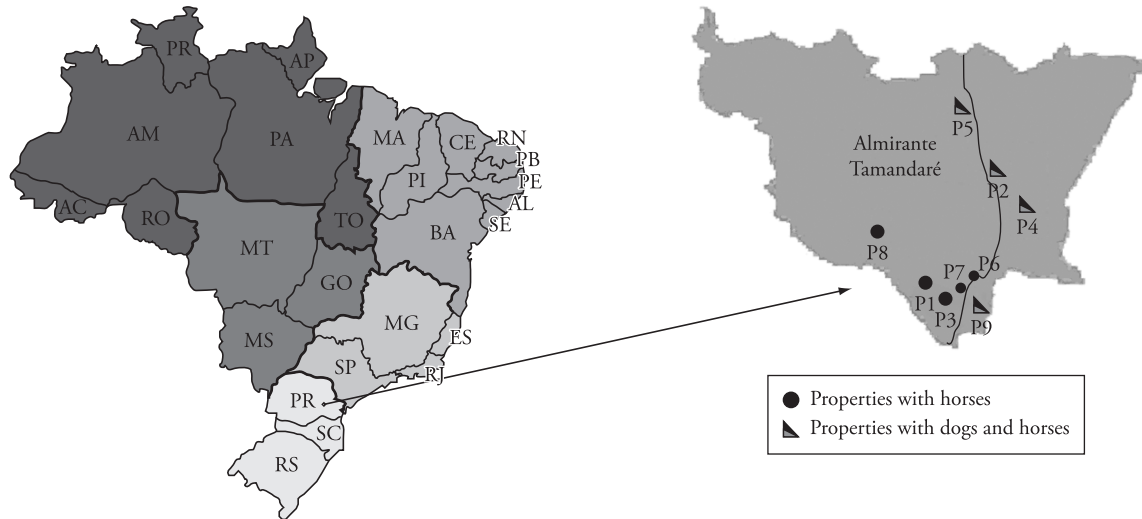 PR
AP
AM
PA
MA
CE
RN
PB
PI
PE
AL
SE
AC
RO
TO
BA
MT
GO
MG
ES
MS
SP
RJ
PR
SC
RS
P5
Almirante
Tamandaré
P2
P4
P8
P6
P7
P1
P3
P9
Properties with horses
Properties with dogs and horses